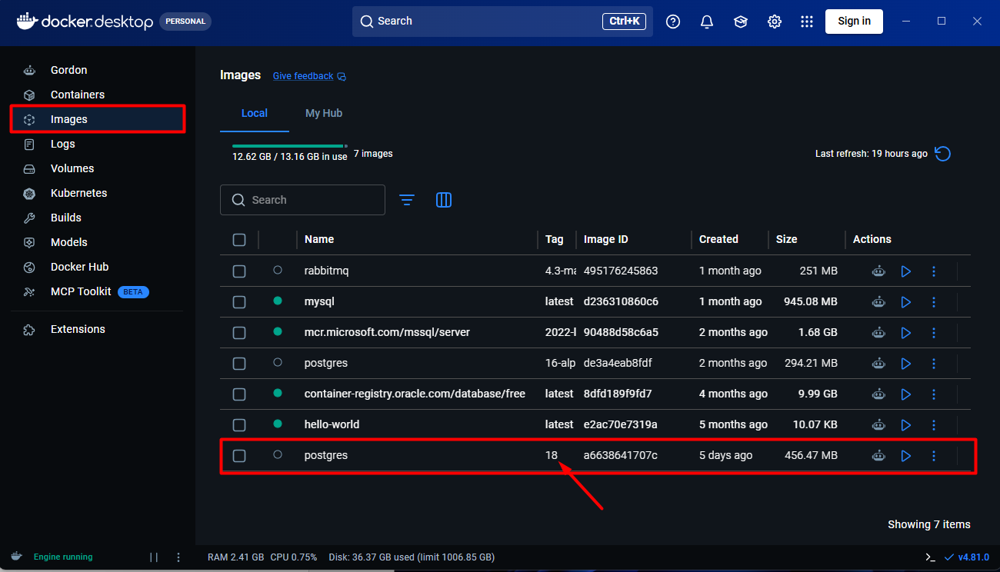 docker desktop PERSONAL Search Ctrl+K Sign in
Gordon
Containers
Images
Logs
Volumes
Kubernetes
Builds
Models
Docker Hub
MCP Toolkit BETA
Extensions
Images Give feedback
Local My Hub
12.62 GB / 13.16 GB in use 7 images Last refresh: 19 hours ago
Search
Name Tag Image ID Created Size Actions
rabbitmq 4.3-ma 495176245863 1 month ago 251 MB
mysql latest d236310860c6 1 month ago 945.08 MB
mcr.microsoft.com/mssql/server 2022-l 90488d58c6a5 2 months ago 1.68 GB
postgres 16-alp de3a4eab8fdf 2 months ago 294.21 MB
container-registry.oracle.com/database/free latest 8dfd189f9fd7 4 months ago 9.99 GB
hello-world latest e2ac70e7319a 5 months ago 10.07 KB
postgres 18 a6638641707c 5 days ago 456.47 MB
Showing 7 items
Engine running RAM 2.41 GB CPU 0.75% Disk: 36.37 GB used (limit 1006.85 GB) v4.81.0